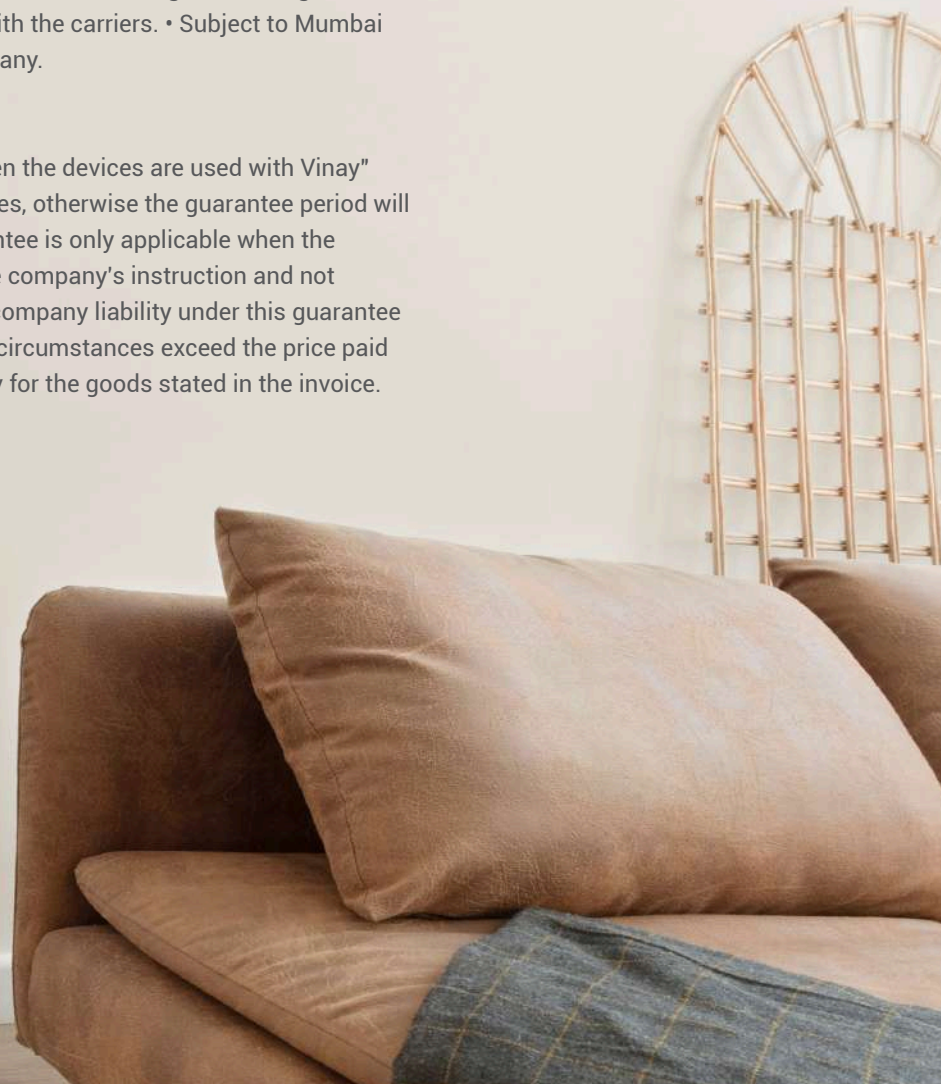 ith the carriers. • Subject to Mumbai
any.
en the devices are used with Vinay"
es, otherwise the guarantee period will
ntee is only applicable when the
company's instruction and not
ompany liability under this guarantee
circumstances exceed the price paid
for the goods stated in the invoice.